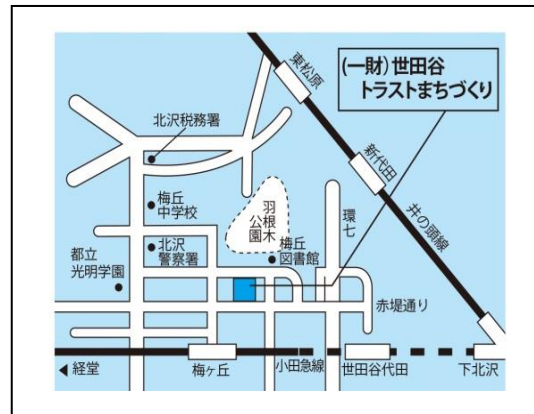 (一財)世田谷
トラストまちづくり
東松原
北沢税務署
新代田
井の頭線
梅丘
中学校
羽根木
公園
環七
北沢
警察署
梅丘
図書館
都立
光明学園
赤堤通り
経堂
梅ヶ丘
小田急線
世田谷代田
下北沢